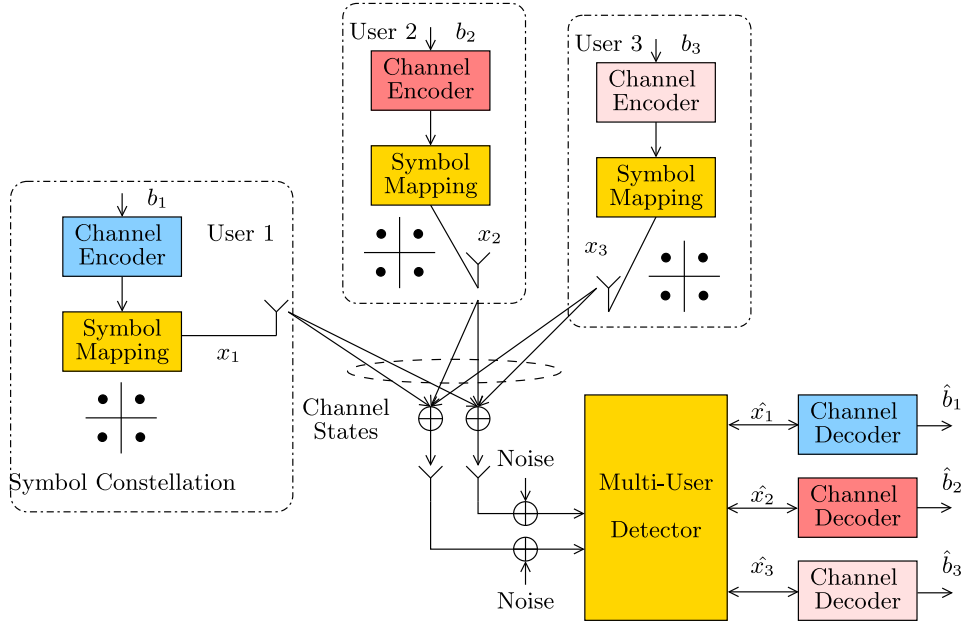 User 2
b₂
Channel
Encoder
Symbol
Mapping
x₂
User 3
b₃
Channel
Encoder
Symbol
Mapping
x₃
b₁
User 1
Channel
Encoder
Symbol
Mapping
x₁
Symbol Constellation
Channel
States
Noise
Noise
Multi-User
Detector
x̂₁
Channel
Decoder
b̂₁
x̂₂
Channel
Decoder
b̂₂
x̂₃
Channel
Decoder
b̂₃